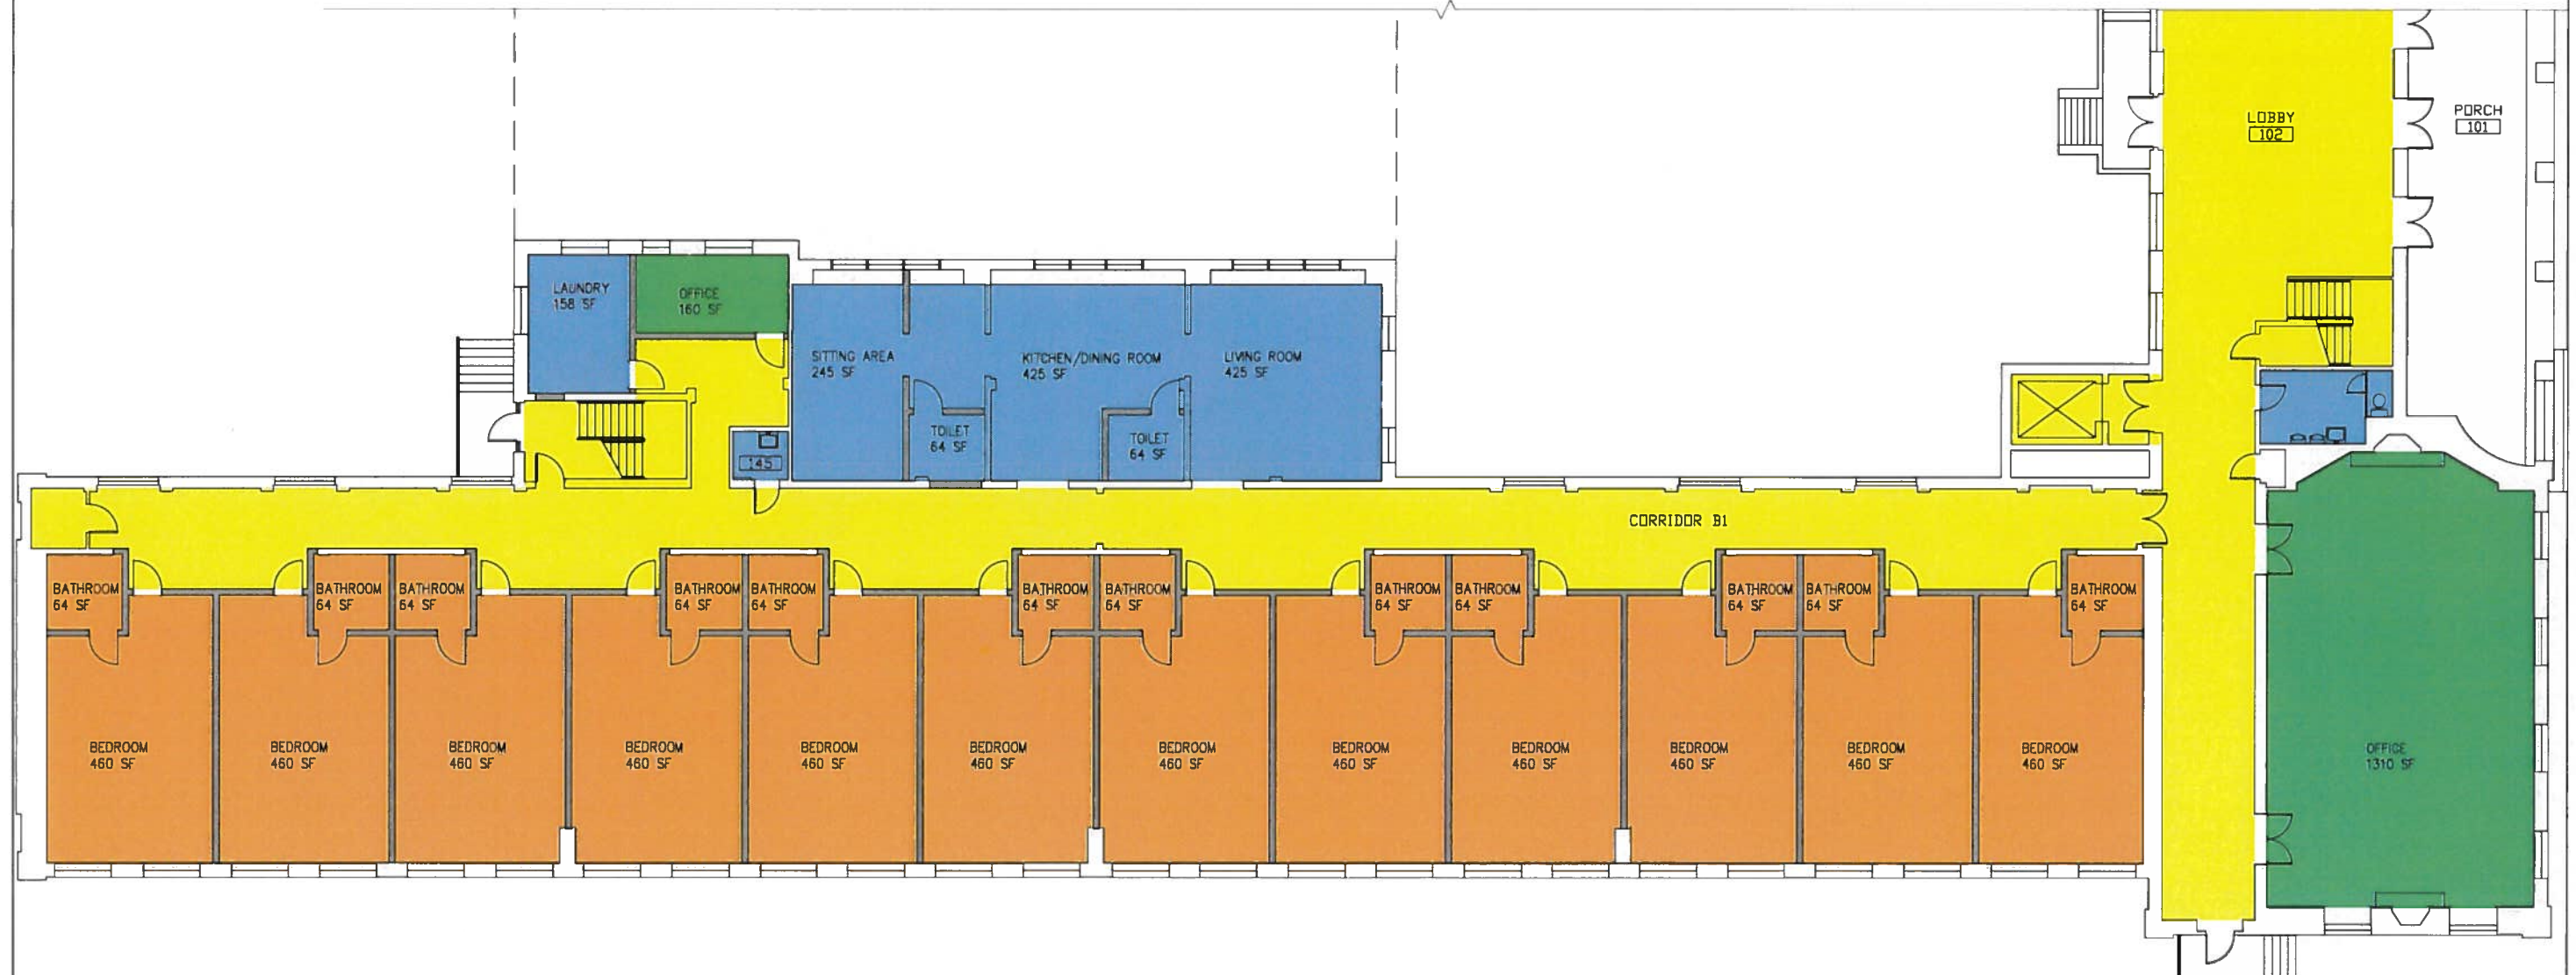 LOBBY
102
PORCH
101
LAUNDRY
158 SF
OFFICE
160 SF
SITTING AREA
245 SF
KITCHEN/DINING ROOM
425 SF
LIVING ROOM
425 SF
TOILET
64 SF
TOILET
64 SF
145
CORRIDOR B1
BATHROOM
64 SF
BATHROOM
64 SF
BATHROOM
64 SF
BATHROOM
64 SF
BATHROOM
64 SF
BATHROOM
64 SF
BATHROOM
64 SF
BATHROOM
64 SF
BATHROOM
64 SF
BATHROOM
64 SF
BATHROOM
64 SF
BATHROOM
64 SF
BEDROOM
460 SF
BEDROOM
460 SF
BEDROOM
460 SF
BEDROOM
460 SF
BEDROOM
460 SF
BEDROOM
460 SF
BEDROOM
460 SF
BEDROOM
460 SF
BEDROOM
460 SF
BEDROOM
460 SF
BEDROOM
460 SF
BEDROOM
460 SF
OFFICE
1310 SF